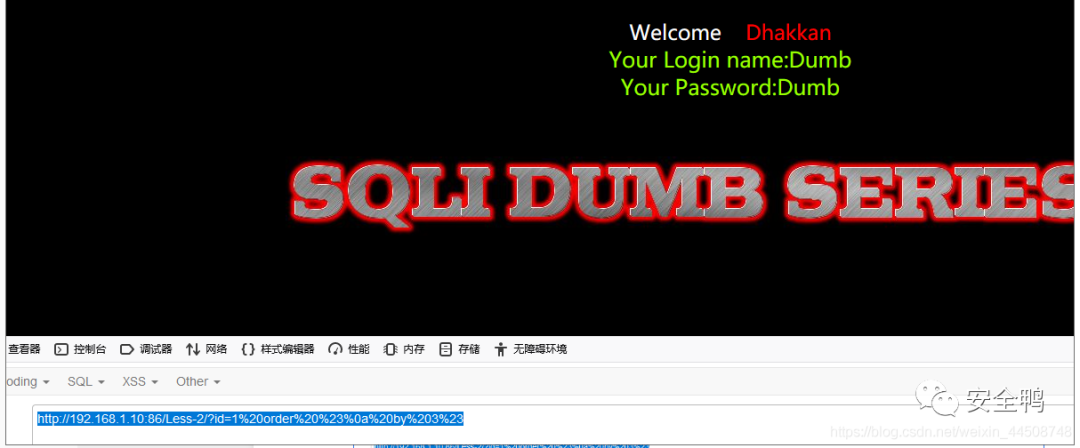 Welcome Dhakkan
Your Login name:Dumb
Your Password:Dumb
SQLI DUMB SERIES
查看器 控制台 调试器 网络 样式编辑器 性能 内存 存储 无障碍环境
oding SQL XSS Other
http://192.168.1.10:86/Less-2/?id=1%20order%20%23%0a%20by%203%23
安全鸭
https://blog.csdn.net/weixin_44508748